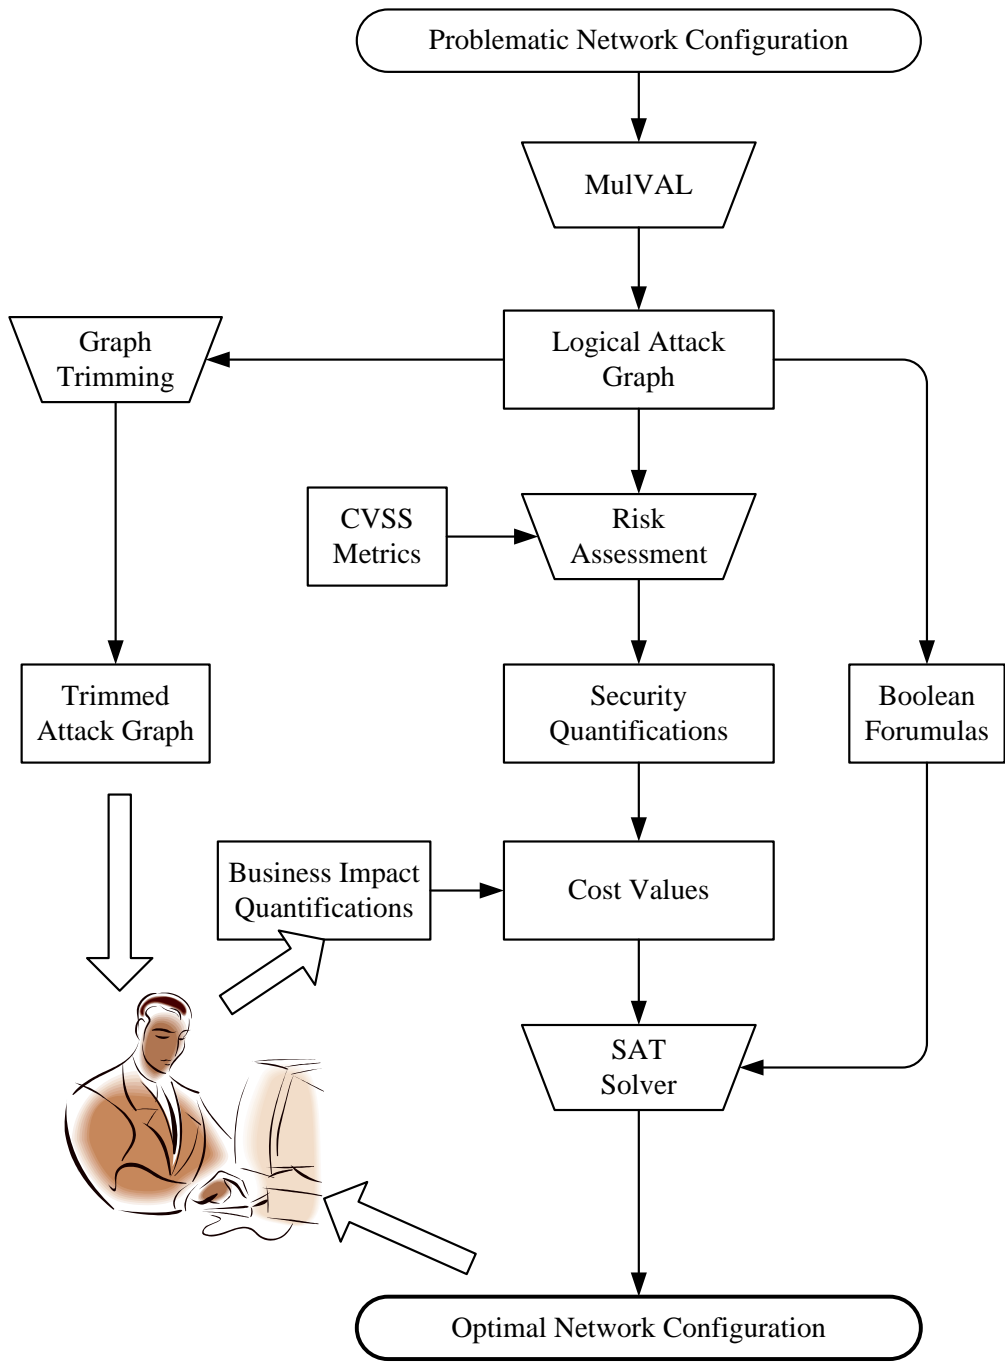 Problematic Network Configuration
MulVAL
Graph
Trimming
Logical Attack
Graph
CVSS
Metrics
Risk
Assessment
Trimmed
Attack Graph
Security
Quantifications
Boolean
Forumulas
Business Impact
Quantifications
Cost Values
SAT
Solver
Optimal Network Configuration